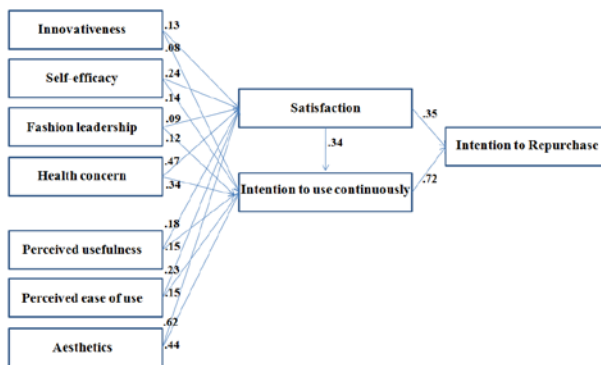 Innovativeness
.13
.08
Self-efficacy
.24
.14
Fashion leadership
.09
.12
Health concern
.47
.34
Perceived usefulness
.18
.15
Perceived ease of use
.23
.15
Aesthetics
.62
.44
Satisfaction
.34
Intention to use continuously
.35
.72
Intention to Repurchase